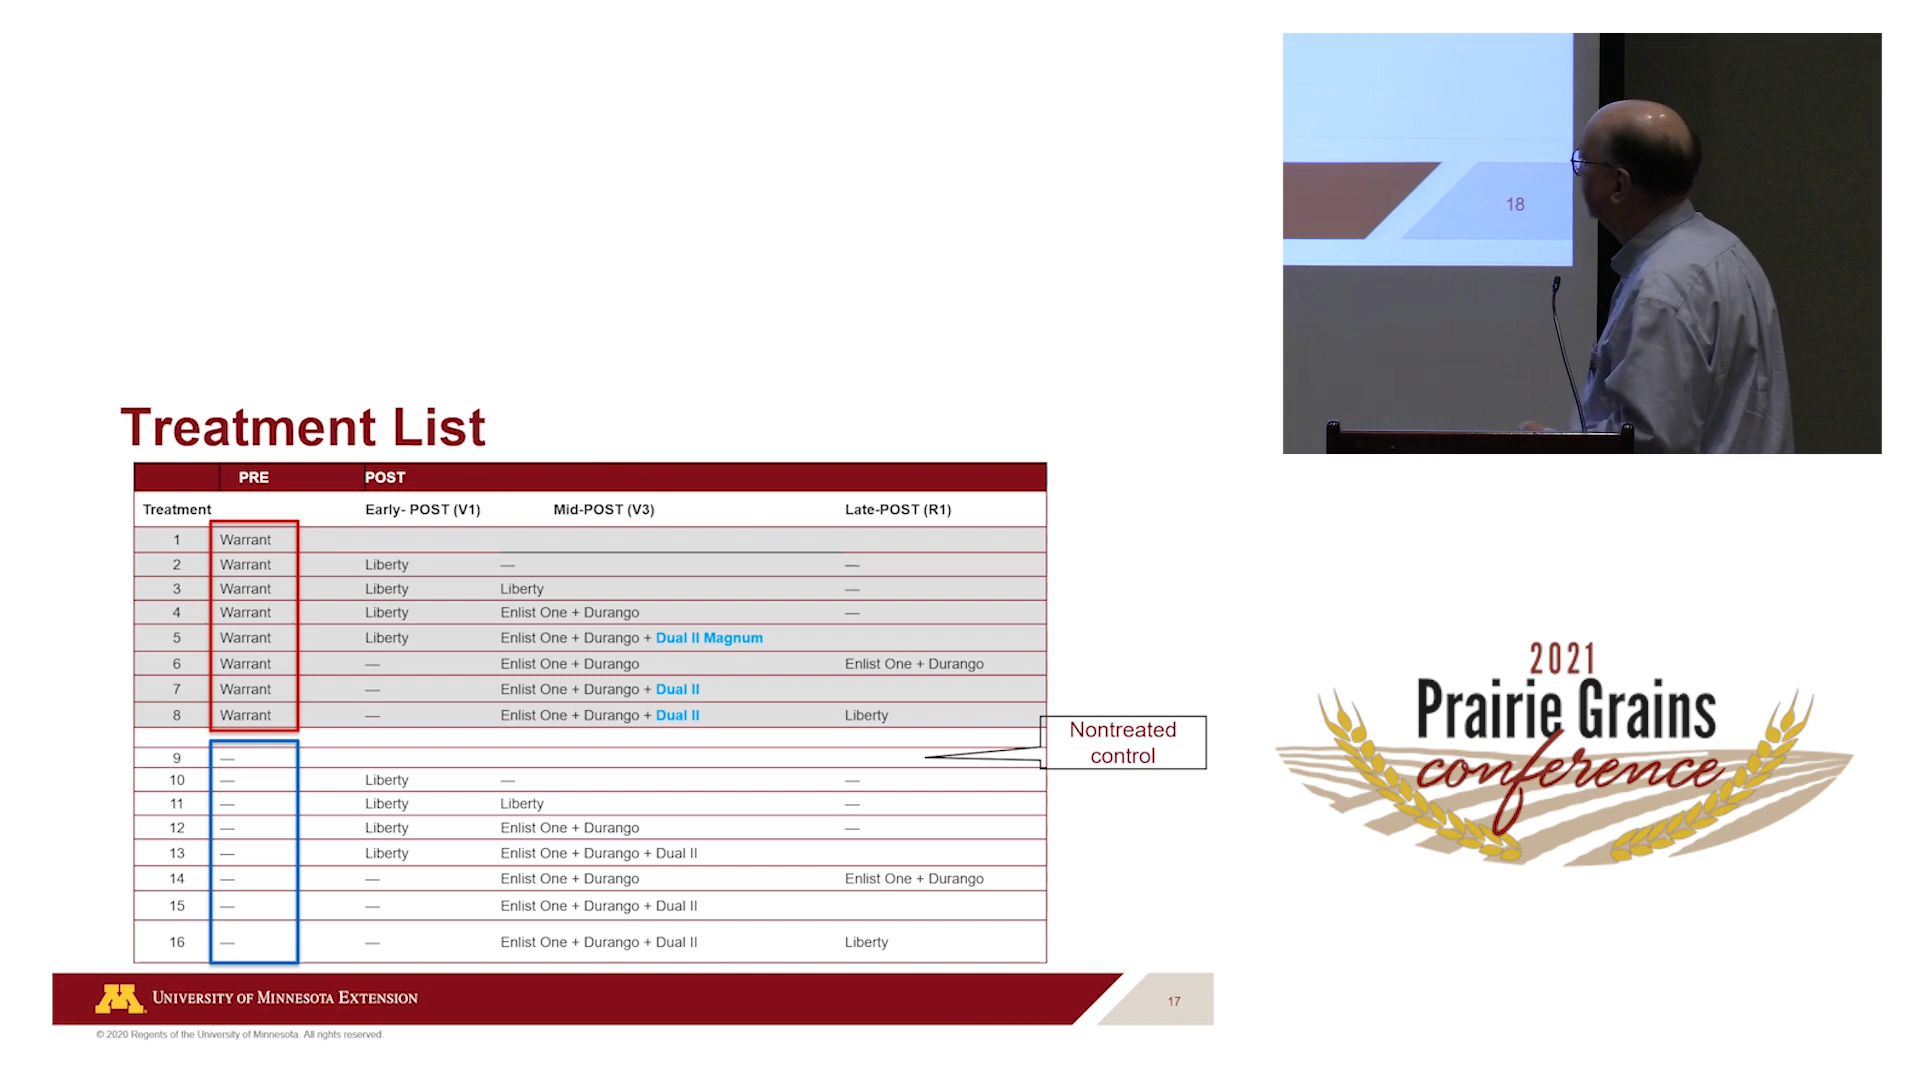 18
Treatment List
PRE POST
Treatment Early- POST (V1) Mid-POST (V3) Late-POST (R1)
1 Warrant
2 Warrant Liberty — —
3 Warrant Liberty Liberty —
4 Warrant Liberty Enlist One + Durango —
5 Warrant Liberty Enlist One + Durango + Dual II Magnum
6 Warrant — Enlist One + Durango Enlist One + Durango
7 Warrant — Enlist One + Durango + Dual II
8 Warrant — Enlist One + Durango + Dual II Liberty
Nontreated
control
9 —
10 — Liberty — —
11 — Liberty Liberty —
12 — Liberty Enlist One + Durango —
13 — Liberty Enlist One + Durango + Dual II
14 — — Enlist One + Durango Enlist One + Durango
15 — — Enlist One + Durango + Dual II
16 — — Enlist One + Durango + Dual II Liberty
UNIVERSITY OF MINNESOTA EXTENSION
17
© 2020 Regents of the University of Minnesota. All rights reserved.
2021
Prairie Grains
conference